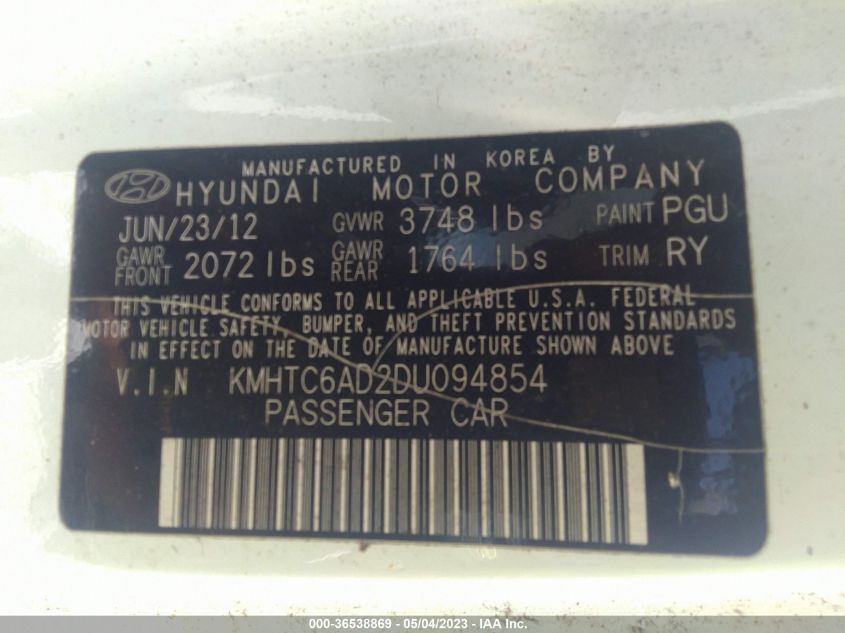 MANUFACTURED IN KOREA BY
HYUNDAI MOTOR COMPANY
JUN/23/12 GVWR 3748 lbs PAINT PGU
GAWR FRONT 2072 lbs GAWR REAR 1764 lbs TRIM RY
THIS VEHICLE CONFORMS TO ALL APPLICABLE U.S.A. FEDERAL
MOTOR VEHICLE SAFETY, BUMPER, AND THEFT PREVENTION STANDARDS
IN EFFECT ON THE DATE OF MANUFACTURE SHOWN ABOVE
V.I.N KMHTC6AD2DU094854
PASSENGER CAR
000-36538869 - 05/04/2023 - IAA Inc.